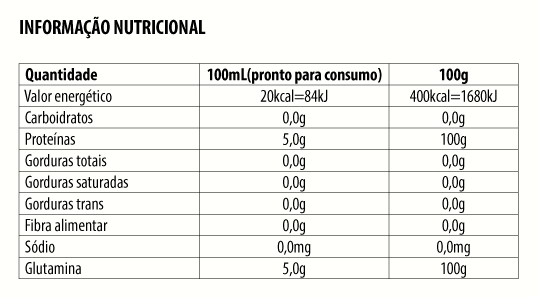 INFORMAÇÃO NUTRICIONAL
Quantidade 100mL(pronto para consumo) 100g
Valor energético 20kcal=84kJ 400kcal=1680kJ
Carboidratos 0,0g 0,0g
Proteínas 5,0g 100g
Gorduras totais 0,0g 0,0g
Gorduras saturadas 0,0g 0,0g
Gorduras trans 0,0g 0,0g
Fibra alimentar 0,0g 0,0g
Sódio 0,0mg 0,0mg
Glutamina 5,0g 100g